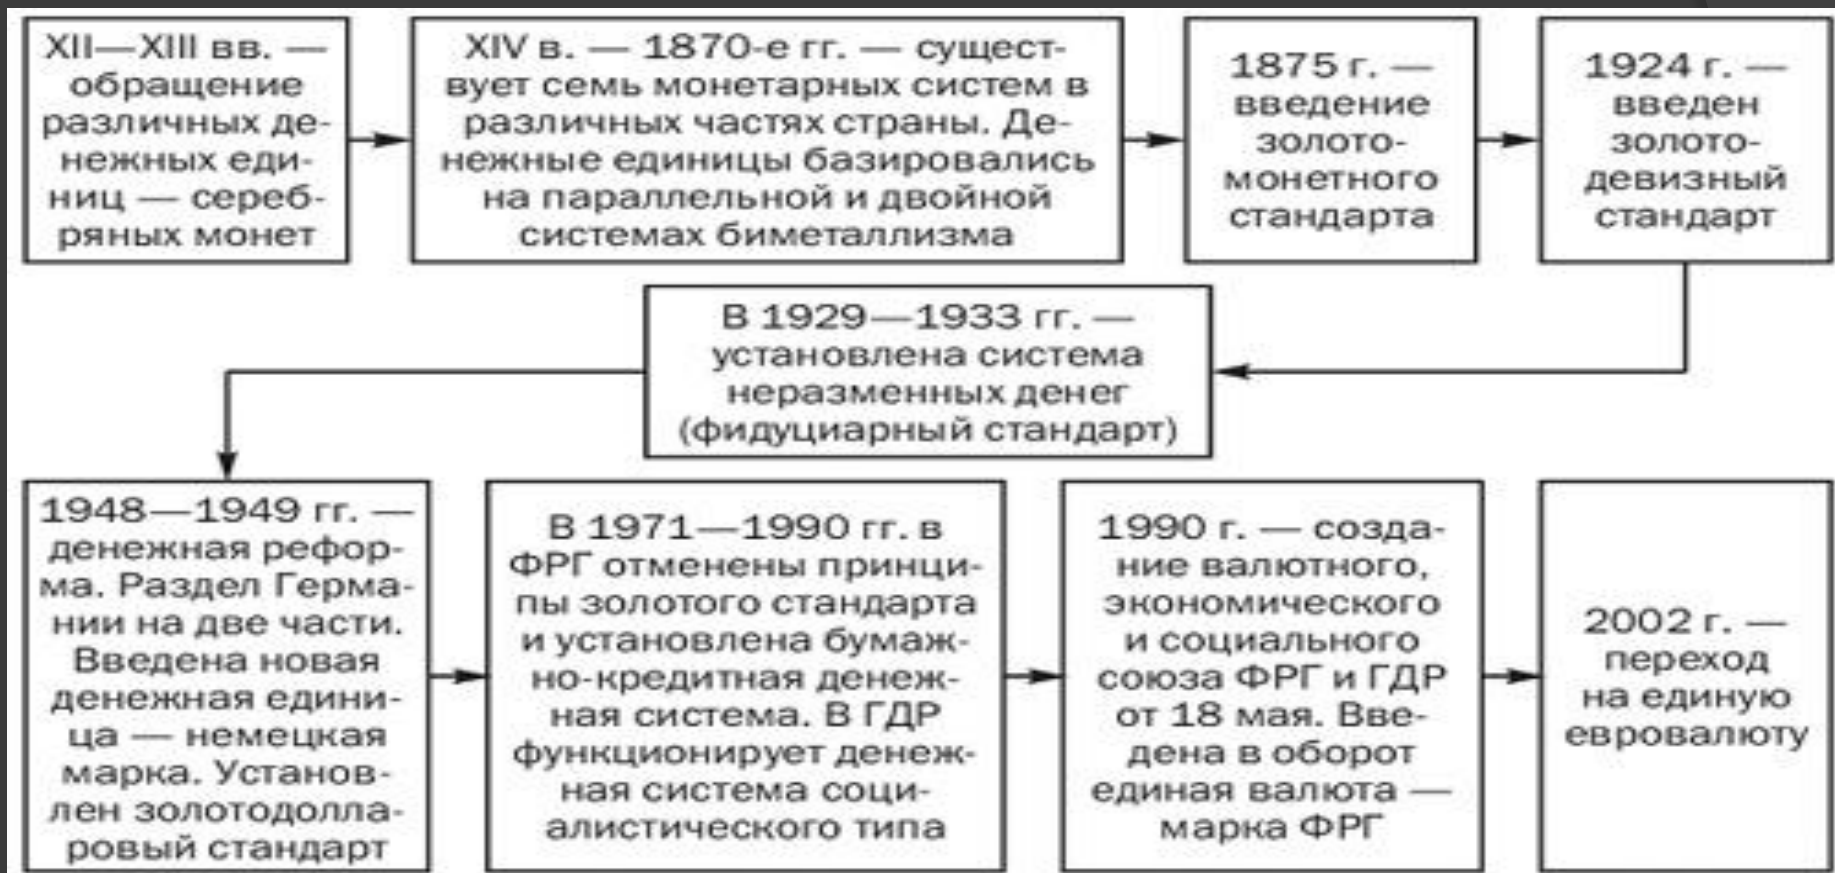 XII—XIII вв. —
обращение
различных де-
нежных еди-
ниц — сереб-
ряных монет
XIV в. — 1870-е гг. — сущест-
вует семь монетарных систем в
различных частях страны. Де-
нежные единицы базировались
на параллельной и двойной
системах биметаллизма
1875 г. —
введение
золото-
монетного
стандарта
1924 г. —
введен
золото-
девизный
стандарт
В 1929—1933 гг. —
установлена система
неразменных денег
(фидуциарный стандарт)
1948—1949 гг. —
денежная рефор-
ма. Раздел Герма-
нии на две части.
Введена новая
денежная едини-
ца — немецкая
марка. Установ-
лен золотодолла-
ровый стандарт
В 1971—1990 гг. в
ФРГ отменены принци-
пы золотого стандарта
и установлена бумаж-
но-кредитная денеж-
ная система. В ГДР
функционирует денеж-
ная система соци-
алистического типа
1990 г. — созда-
ние валютного,
экономического
и социального
союза ФРГ и ГДР
от 18 мая. Вве-
дена в оборот
единая валюта —
марка ФРГ
2002 г. —
переход
на единую
евровалюту